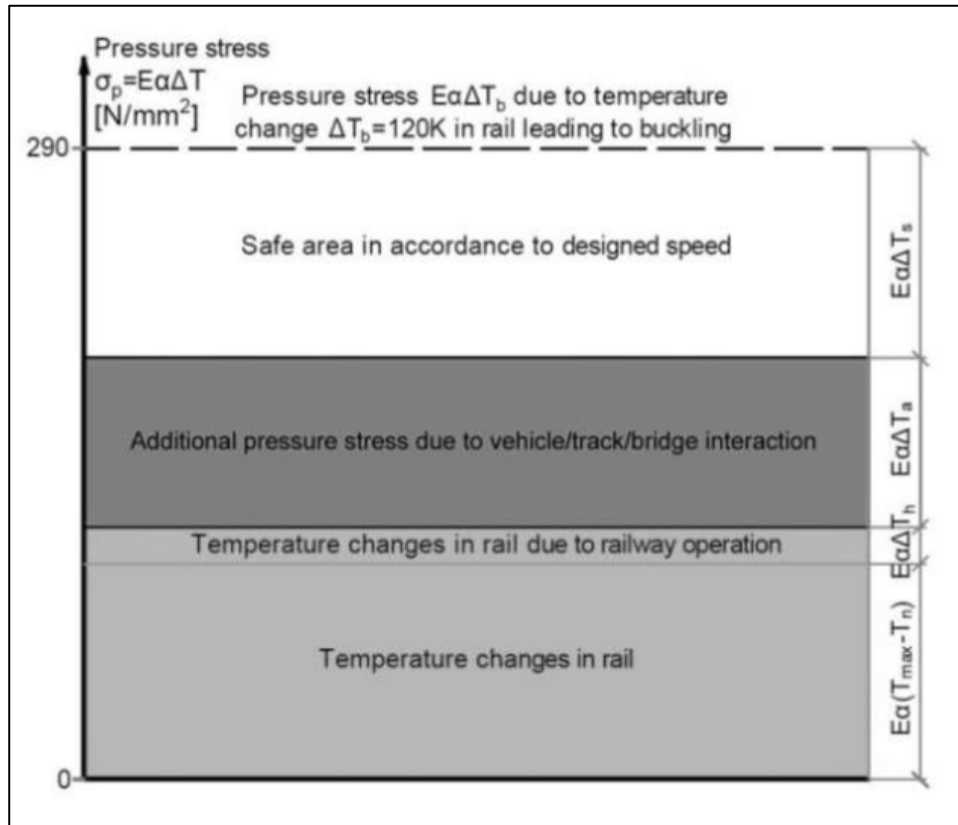 Pressure stress
σₚ=EαΔT
[N/mm²]
Pressure stress EαΔT_b due to temperature
change ΔT_b=120K in rail leading to buckling
290
Safe area in accordance to designed speed
EαΔTₛ
Additional pressure stress due to vehicle/track/bridge interaction
EαΔTₐ
Temperature changes in rail due to railway operation
EαΔTₕ
Temperature changes in rail
Eα(Tₘₐₓ-Tₙ)
0